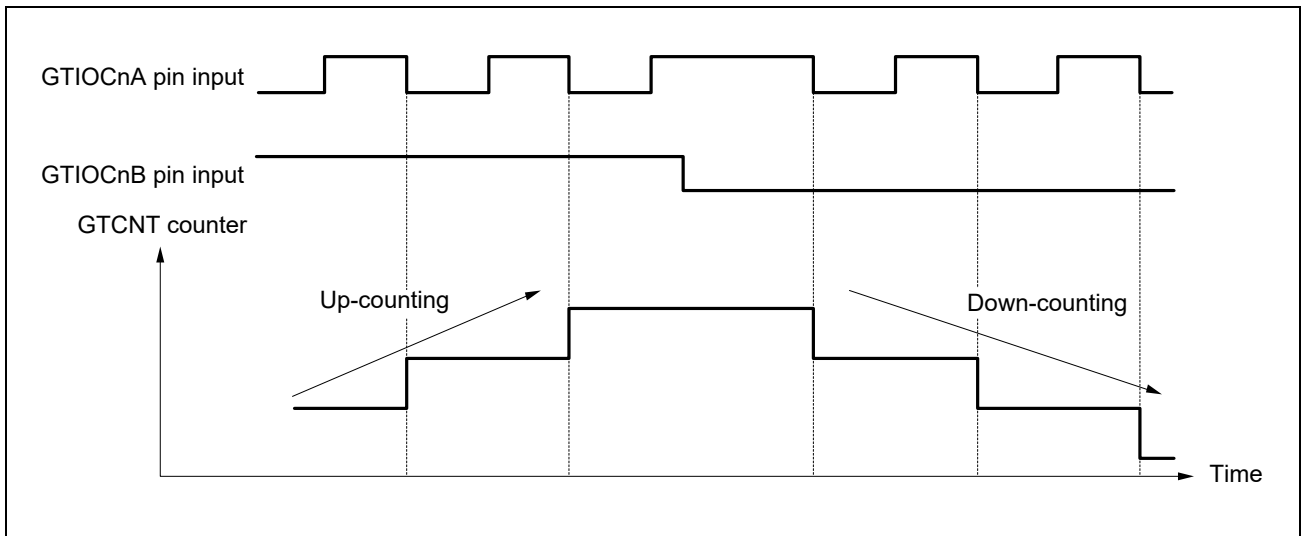 GTIOCnA pin input
GTIOCnB pin input
GTCNT counter
Up-counting
Down-counting
Time